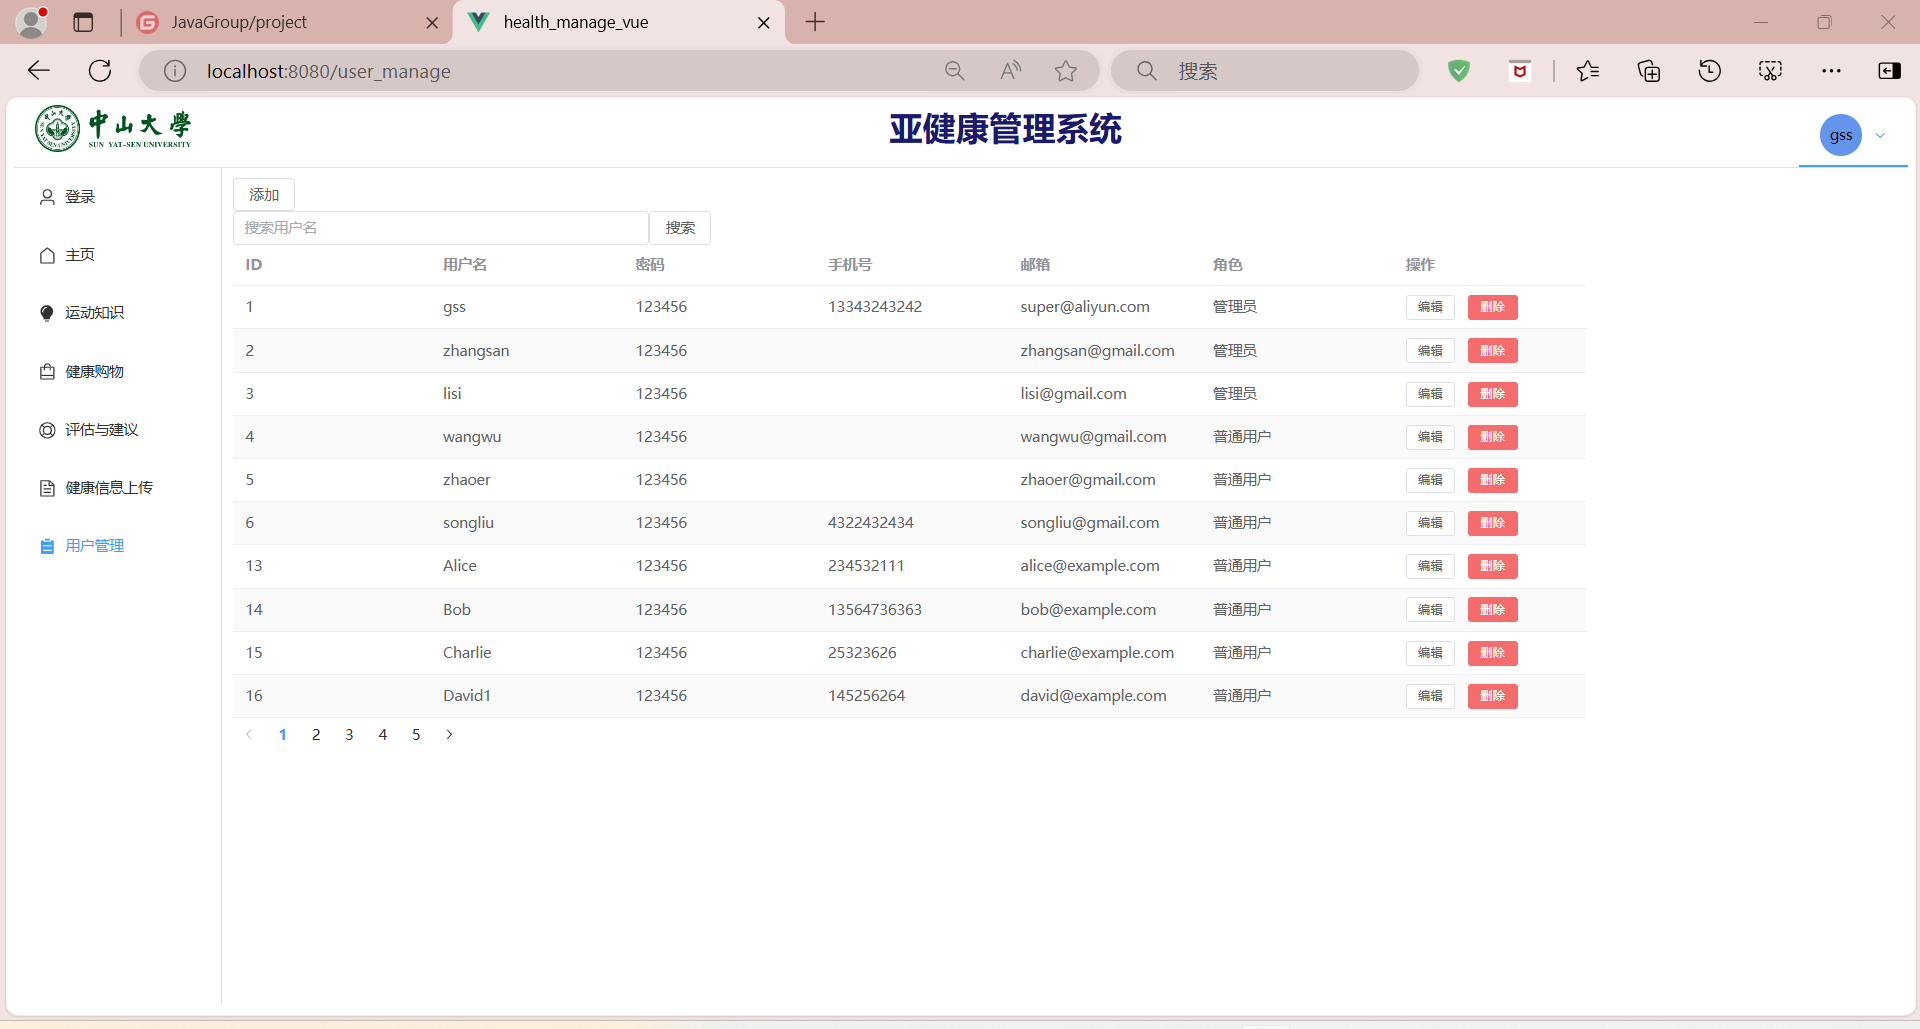 JavaGroup/project
health_manage_vue
localhost:8080/user_manage
搜索
中山大學
SUN YAT-SEN UNIVERSITY
亚健康管理系统
gss
登录
主页
运动知识
健康购物
评估与建议
健康信息上传
用户管理
添加
搜索用户名 搜索
ID 用户名 密码 手机号 邮箱 角色 操作
1 gss 123456 13343243242 super@aliyun.com 管理员 编辑 删除
2 zhangsan 123456 zhangsan@gmail.com 管理员 编辑 删除
3 lisi 123456 lisi@gmail.com 管理员 编辑 删除
4 wangwu 123456 wangwu@gmail.com 普通用户 编辑 删除
5 zhaoer 123456 zhaoer@gmail.com 普通用户 编辑 删除
6 songliu 123456 4322432434 songliu@gmail.com 普通用户 编辑 删除
13 Alice 123456 234532111 alice@example.com 普通用户 编辑 删除
14 Bob 123456 13564736363 bob@example.com 普通用户 编辑 删除
15 Charlie 123456 25323626 charlie@example.com 普通用户 编辑 删除
16 David1 123456 145256264 david@example.com 普通用户 编辑 删除
1 2 3 4 5